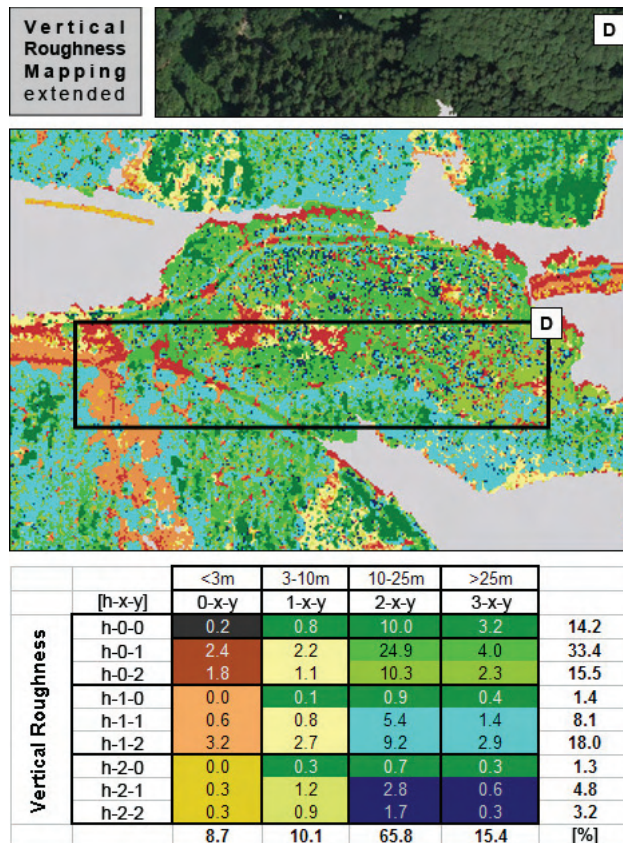 Vertical
Roughness
Mapping
extended
D
D
<3m 3-10m 10-25m >25m
[h-x-y] 0-x-y 1-x-y 2-x-y 3-x-y
Vertical Roughness
h-0-0 0.2 0.8 10.0 3.2 14.2
h-0-1 2.4 2.2 24.9 4.0 33.4
h-0-2 1.8 1.1 10.3 2.3 15.5
h-1-0 0.0 0.1 0.9 0.4 1.4
h-1-1 0.6 0.8 5.4 1.4 8.1
h-1-2 3.2 2.7 9.2 2.9 18.0
h-2-0 0.0 0.3 0.7 0.3 1.3
h-2-1 0.3 1.2 2.8 0.6 4.8
h-2-2 0.3 0.9 1.7 0.3 3.2
8.7 10.1 65.8 15.4 [%]